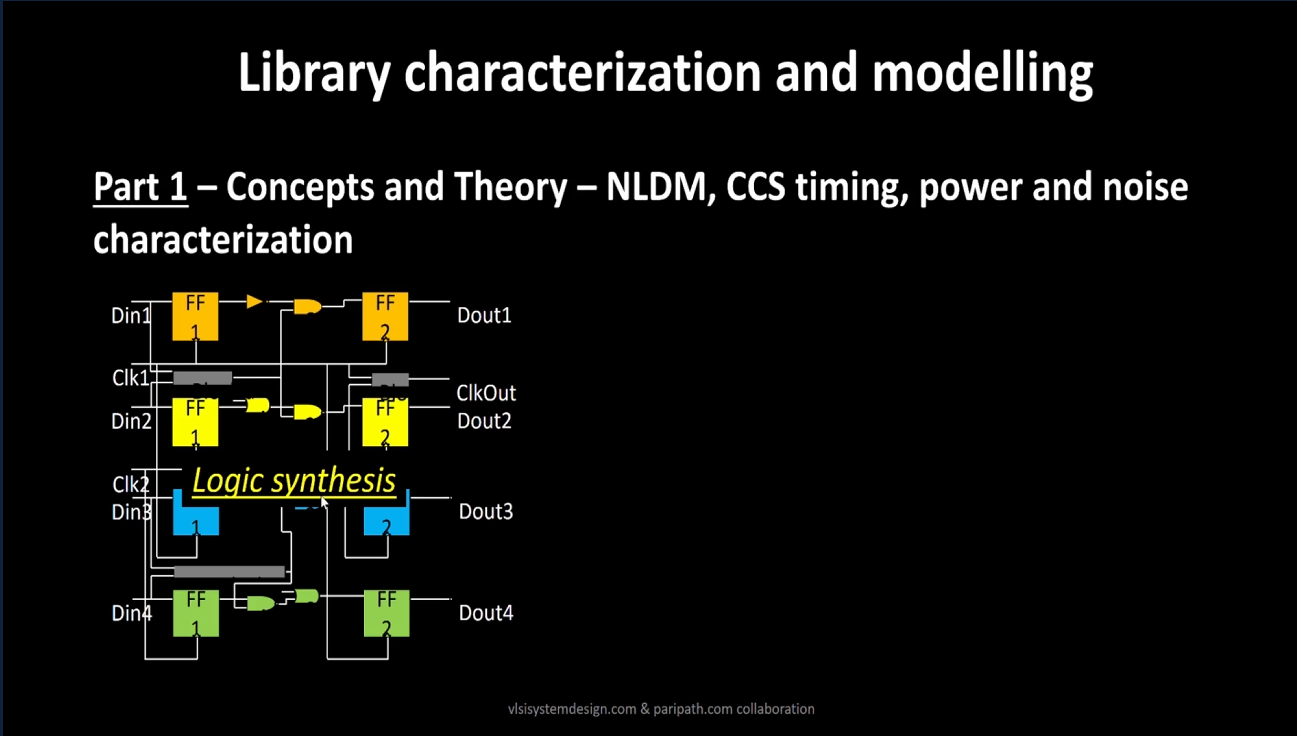 Library characterization and modelling
Part 1 – Concepts and Theory – NLDM, CCS timing, power and noise
characterization
FF
1
FF
2
Din1
Dout1
Clk1
ClkOut
FF
1
FF
2
Din2
Dout2
Clk2
Logic synthesis
Din3
1
2
Dout3
FF
1
FF
2
Din4
Dout4
vlsisystemdesign.com & paripath.com collaboration